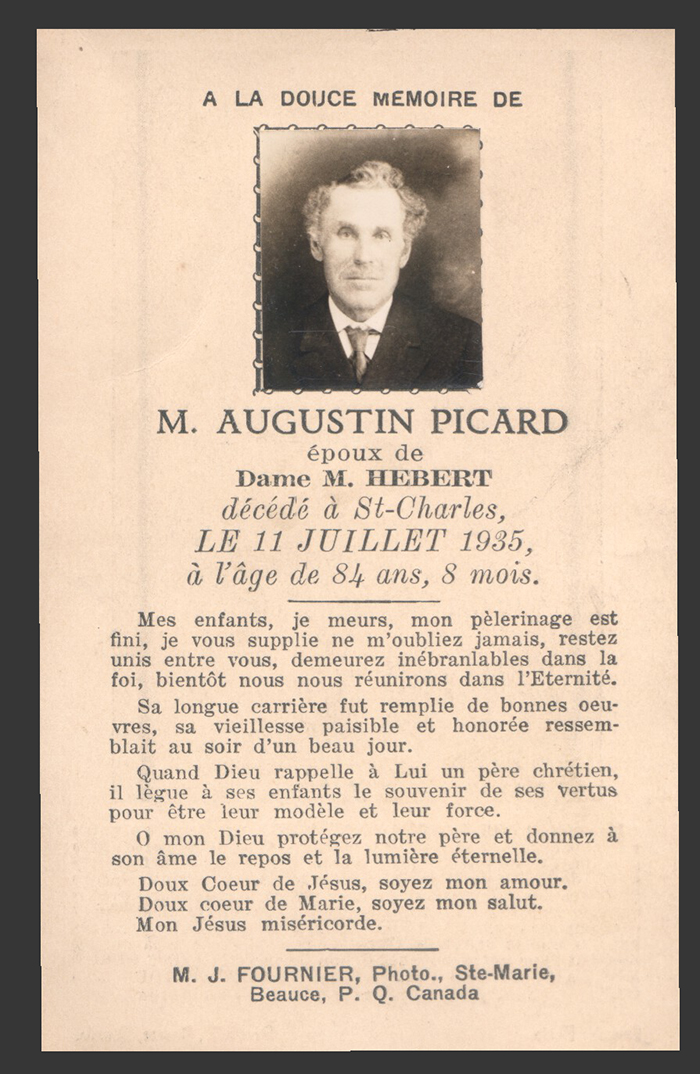 A LA DOUCE MEMOIRE DE
M. AUGUSTIN PICARD
époux de
Dame M. HEBERT
décédé à St-Charles,
LE 11 JUILLET 1935,
à l'âge de 84 ans, 8 mois.
Mes enfants, je meurs, mon pèlerinage est
fini, je vous supplie ne m'oubliez jamais, restez
unis entre vous, demeurez inébranlables dans la
foi, bientôt nous nous réunirons dans l'Eternité.
Sa longue carrière fut remplie de bonnes oeu-
vres, sa vieillesse paisible et honorée ressem-
blait au soir d'un beau jour.
Quand Dieu rappelle à Lui un père chrétien,
il lègue à ses enfants le souvenir de ses vertus
pour être leur modèle et leur force.
O mon Dieu protégez notre père et donnez à
son âme le repos et la lumière éternelle.
Doux Coeur de Jésus, soyez mon amour.
Doux coeur de Marie, soyez mon salut.
Mon Jésus miséricorde.
M. J. FOURNIER, Photo., Ste-Marie,
Beauce, P. Q. Canada